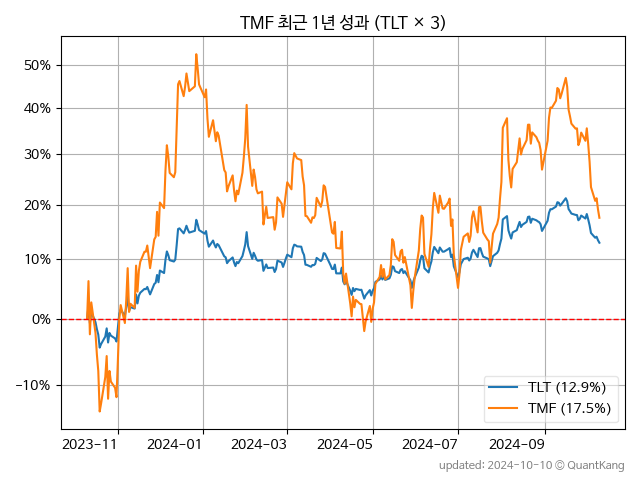 TMF 최근 1년 성과 (TLT × 3)
50%
40%
30%
20%
10%
0%
−10%
TLT (12.9%)
TMF (17.5%)
2023-11 2024-01 2024-03 2024-05 2024-07 2024-09
updated: 2024-10-10 © QuantKang